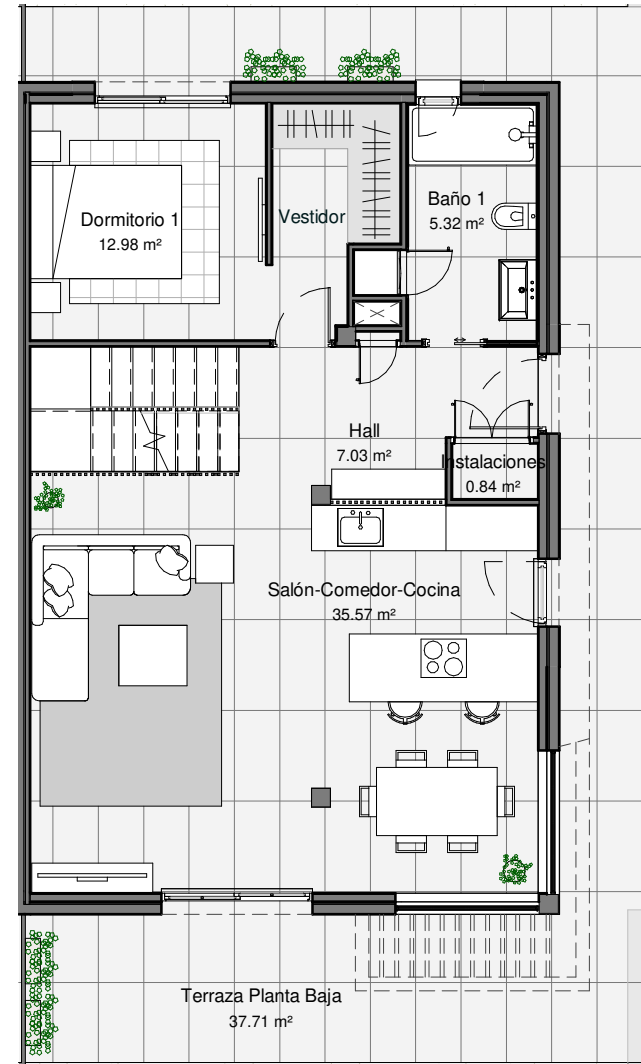 Dormitorio 1
12.98 m²
Vestidor
Baño 1
5.32 m²
Hall
7.03 m²
Instalaciones
0.84 m²
Salón-Comedor-Cocina
35.57 m²
Terraza Planta Baja
37.71 m²